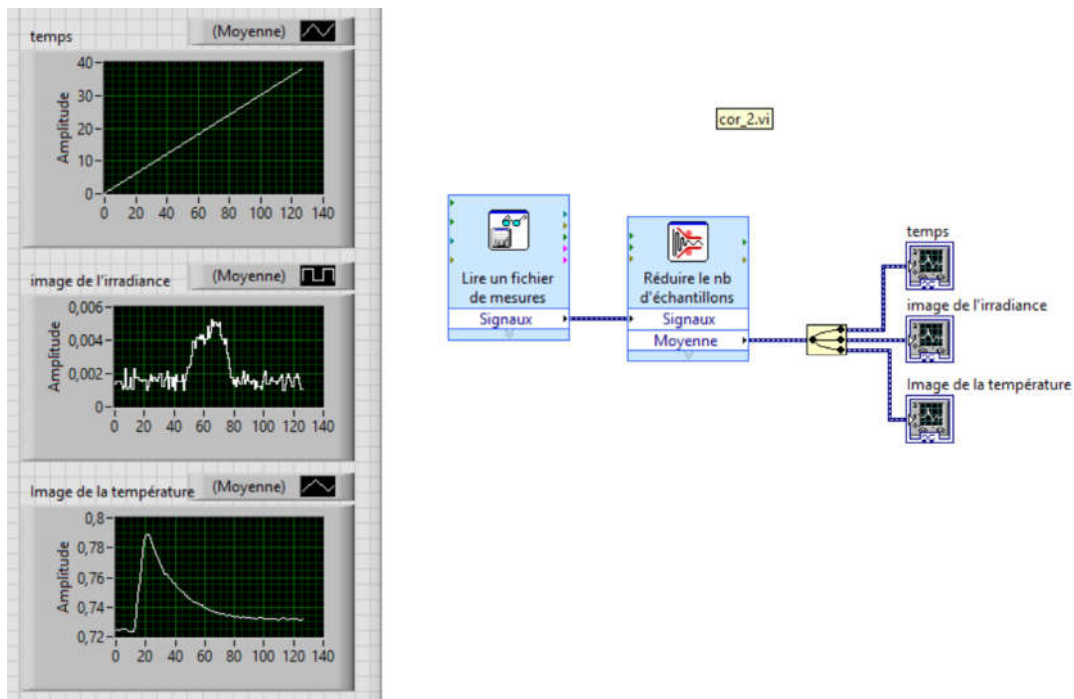 temps
(Moyenne)
40
30
20
10
0
Amplitude
0 20 40 60 80 100 120 140
image de l'irradiance
(Moyenne)
0,006
0,004
0,002
0
Amplitude
0 20 40 60 80 100 120 140
Image de la température
(Moyenne)
0,8
0,78
0,76
0,74
0,72
Amplitude
0 20 40 60 80 100 120 140
cor_2.vi
Lire un fichier
de mesures
Signaux
Réduire le nb
d'échantillons
Signaux
Moyenne
temps
image de l'irradiance
Image de la température